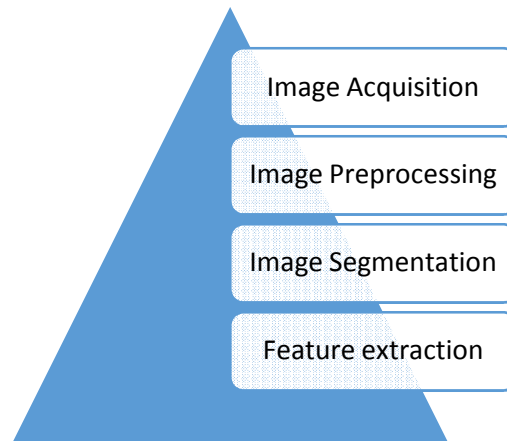 Image Acquisition
Image Preprocessing
Image Segmentation
Feature extraction